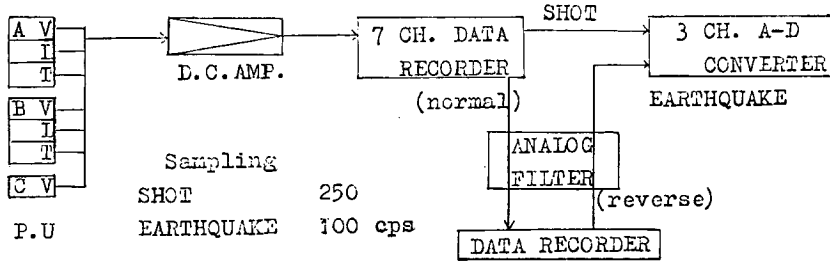 A V
I
T
B V
L
T
C V
P.U
D.C.AMP.
7 CH. DATA
RECORDER
(normal)
SHOT
3 CH. A-D
CONVERTER
EARTHQUAKE
ANALOG
FILTER
(reverse)
DATA RECORDER
Sampling
SHOT 250
EARTHQUAKE 100 cps